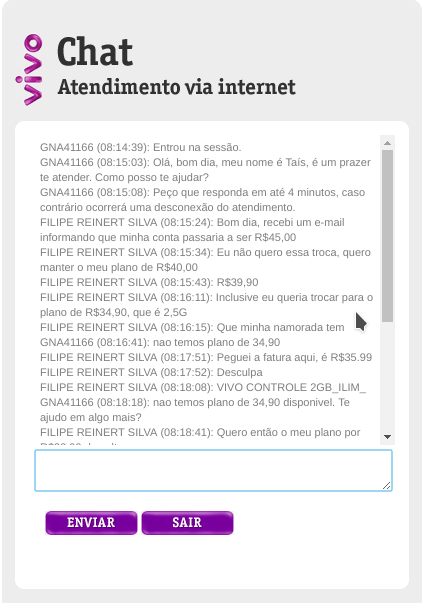 vivo
Chat
Atendimento via internet
GNA41166 (08:14:39): Entrou na sessão.
GNA41166 (08:15:03): Olá, bom dia, meu nome é Taís, é um prazer
te atender. Como posso te ajudar?
GNA41166 (08:15:08): Peço que responda em até 4 minutos, caso
contrário ocorrerá uma desconexão do atendimento.
FILIPE REINERT SILVA (08:15:24): Bom dia, recebi um e-mail
informando que minha conta passaria a ser R$45,00
FILIPE REINERT SILVA (08:15:34): Eu não quero essa troca, quero
manter o meu plano de R$40,00
FILIPE REINERT SILVA (08:15:43): R$39,90
FILIPE REINERT SILVA (08:16:11): Inclusive eu queria trocar para o
plano de R$34,90, que é 2,5G
FILIPE REINERT SILVA (08:16:15): Que minha namorada tem
GNA41166 (08:16:41): nao temos plano de 34,90
FILIPE REINERT SILVA (08:17:51): Peguei a fatura aqui, é R$35.99
FILIPE REINERT SILVA (08:17:52): Desculpa
FILIPE REINERT SILVA (08:18:08): VIVO CONTROLE 2GB_ILIM_
GNA41166 (08:18:18): nao temos plano de 34,90 disponivel. Te
ajudo em algo mais?
FILIPE REINERT SILVA (08:18:41): Quero então o meu plano por
ENVIAR
SAIR